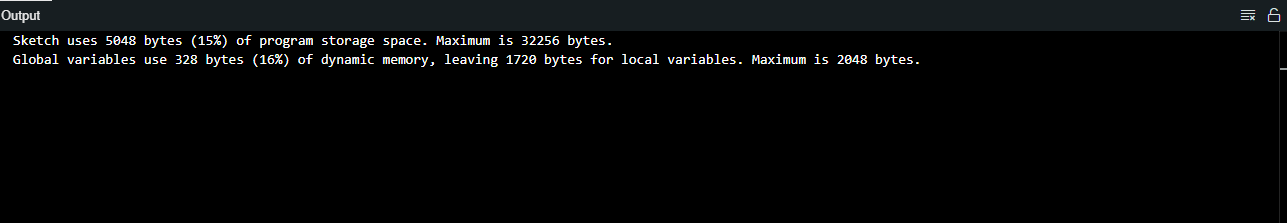 Output
Sketch uses 5048 bytes (15%) of program storage space. Maximum is 32256 bytes.
Global variables use 328 bytes (16%) of dynamic memory, leaving 1720 bytes for local variables. Maximum is 2048 bytes.